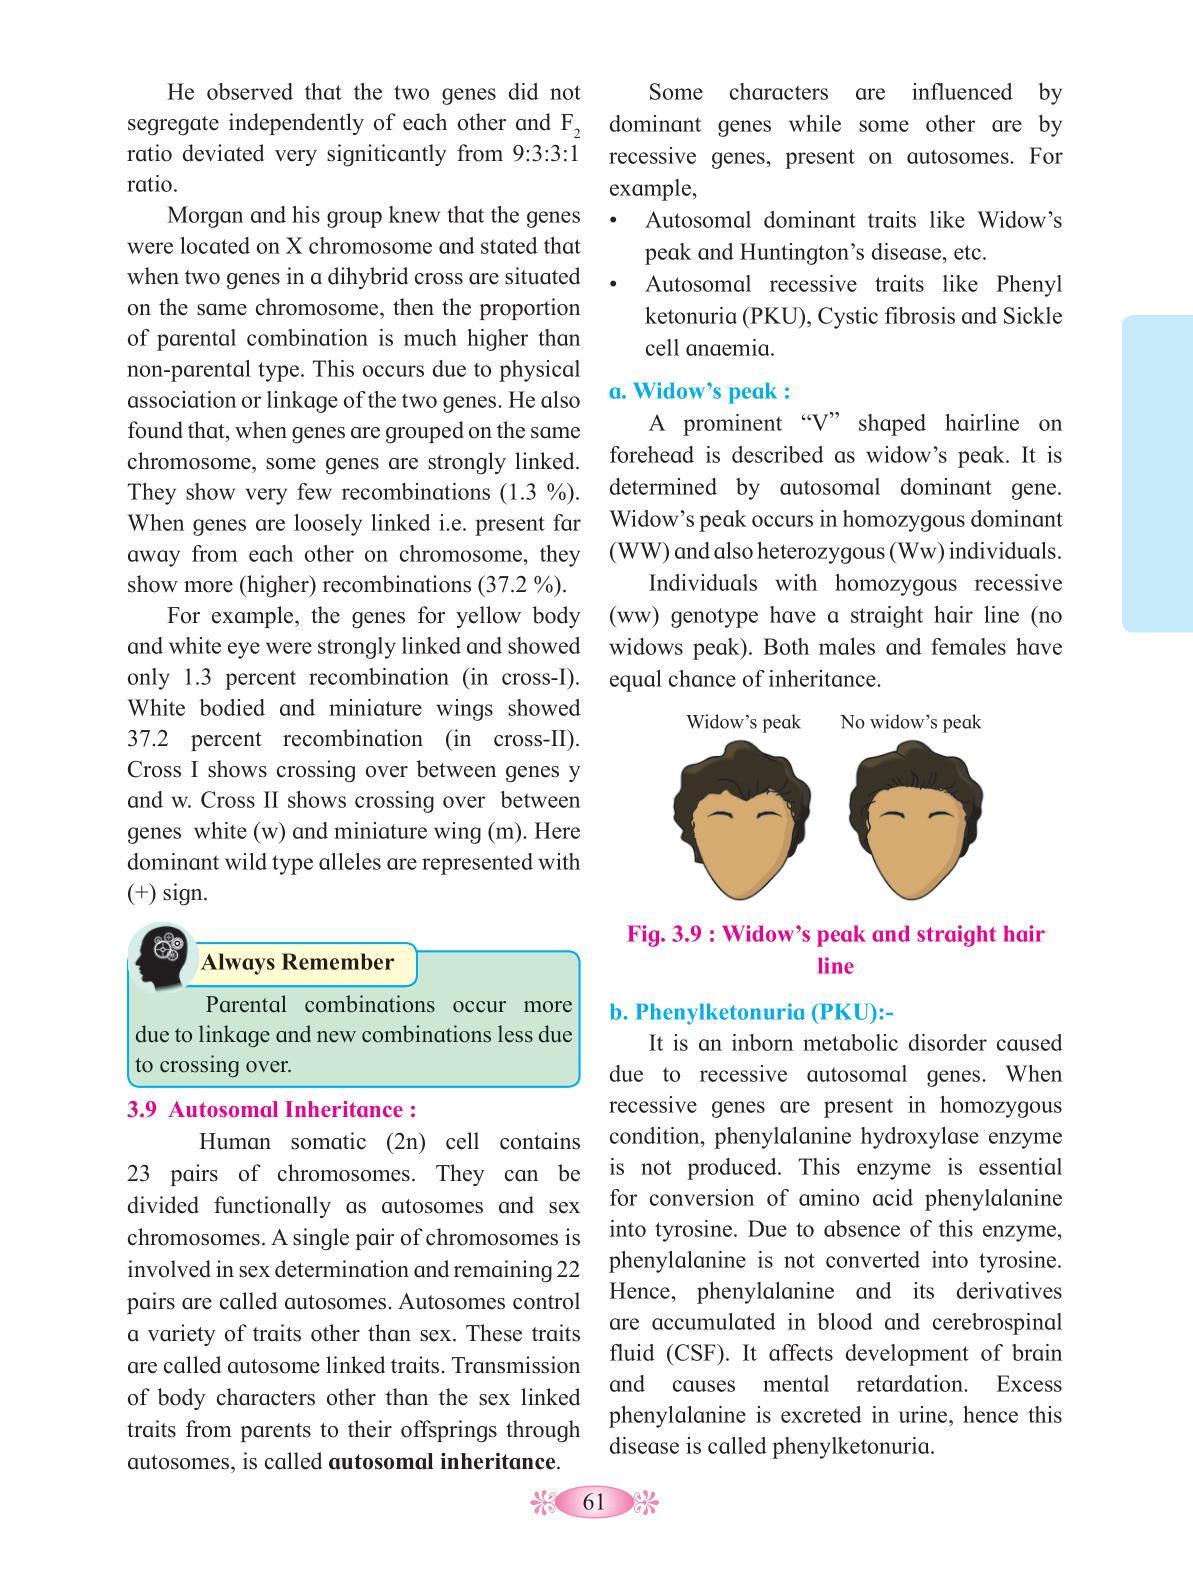 He observed that the two genes did not
segregate independently of each other and F2
ratio deviated very signiticantly from 9:3:3:1
ratio.
Morgan and his group knew that the genes
were located on X chromosome and stated that
when two genes in a dihybrid cross are situated
on the same chromosome, then the proportion
of parental combination is much higher than
non-parental type. This occurs due to physical
association or linkage of the two genes. He also
found that, when genes are grouped on the same
chromosome, some genes are strongly linked.
They show very few recombinations (1.3 %).
When genes are loosely linked i.e. present far
away from each other on chromosome, they
show more (higher) recombinations (37.2 %).
For example, the genes for yellow body
and white eye were strongly linked and showed
only 1.3 percent recombination (in cross-I).
White bodied and miniature wings showed
37.2 percent recombination (in cross-II).
Cross I shows crossing over between genes y
and w. Cross II shows crossing over between
genes white (w) and miniature wing (m). Here
dominant wild type alleles are represented with
(+) sign.
Always Remember
Parental combinations occur more
due to linkage and new combinations less due
to crossing over.
3.9 Autosomal Inheritance :
Human somatic (2n) cell contains
23 pairs of chromosomes. They can be
divided functionally as autosomes and sex
chromosomes. A single pair of chromosomes is
involved in sex determination and remaining 22
pairs are called autosomes. Autosomes control
a variety of traits other than sex. These traits
are called autosome linked traits. Transmission
of body characters other than the sex linked
traits from parents to their offsprings through
autosomes, is called autosomal inheritance.
Some characters are influenced by
dominant genes while some other are by
recessive genes, present on autosomes. For
example,
• Autosomal dominant traits like Widow’s
peak and Huntington’s disease, etc.
• Autosomal recessive traits like Phenyl
ketonuria (PKU), Cystic fibrosis and Sickle
cell anaemia.
a. Widow’s peak :
A prominent “V” shaped hairline on
forehead is described as widow’s peak. It is
determined by autosomal dominant gene.
Widow’s peak occurs in homozygous dominant
(WW) and also heterozygous (Ww) individuals.
Individuals with homozygous recessive
(ww) genotype have a straight hair line (no
widows peak). Both males and females have
equal chance of inheritance.
Widow’s peak No widow’s peak
Fig. 3.9 : Widow’s peak and straight hair
line
b. Phenylketonuria (PKU):-
It is an inborn metabolic disorder caused
due to recessive autosomal genes. When
recessive genes are present in homozygous
condition, phenylalanine hydroxylase enzyme
is not produced. This enzyme is essential
for conversion of amino acid phenylalanine
into tyrosine. Due to absence of this enzyme,
phenylalanine is not converted into tyrosine.
Hence, phenylalanine and its derivatives
are accumulated in blood and cerebrospinal
fluid (CSF). It affects development of brain
and causes mental retardation. Excess
phenylalanine is excreted in urine, hence this
disease is called phenylketonuria.
61